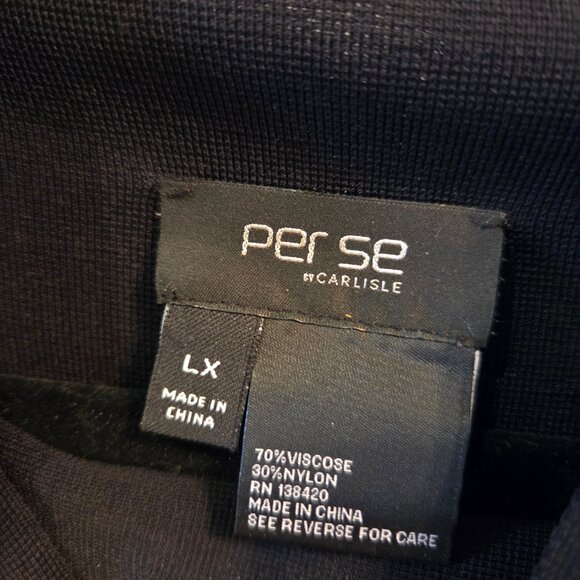 per se
BY CARLISLE
LX
MADE IN
CHINA
70%VISCOSE
30%NYLON
RN 138420
MADE IN CHINA
SEE REVERSE FOR CARE